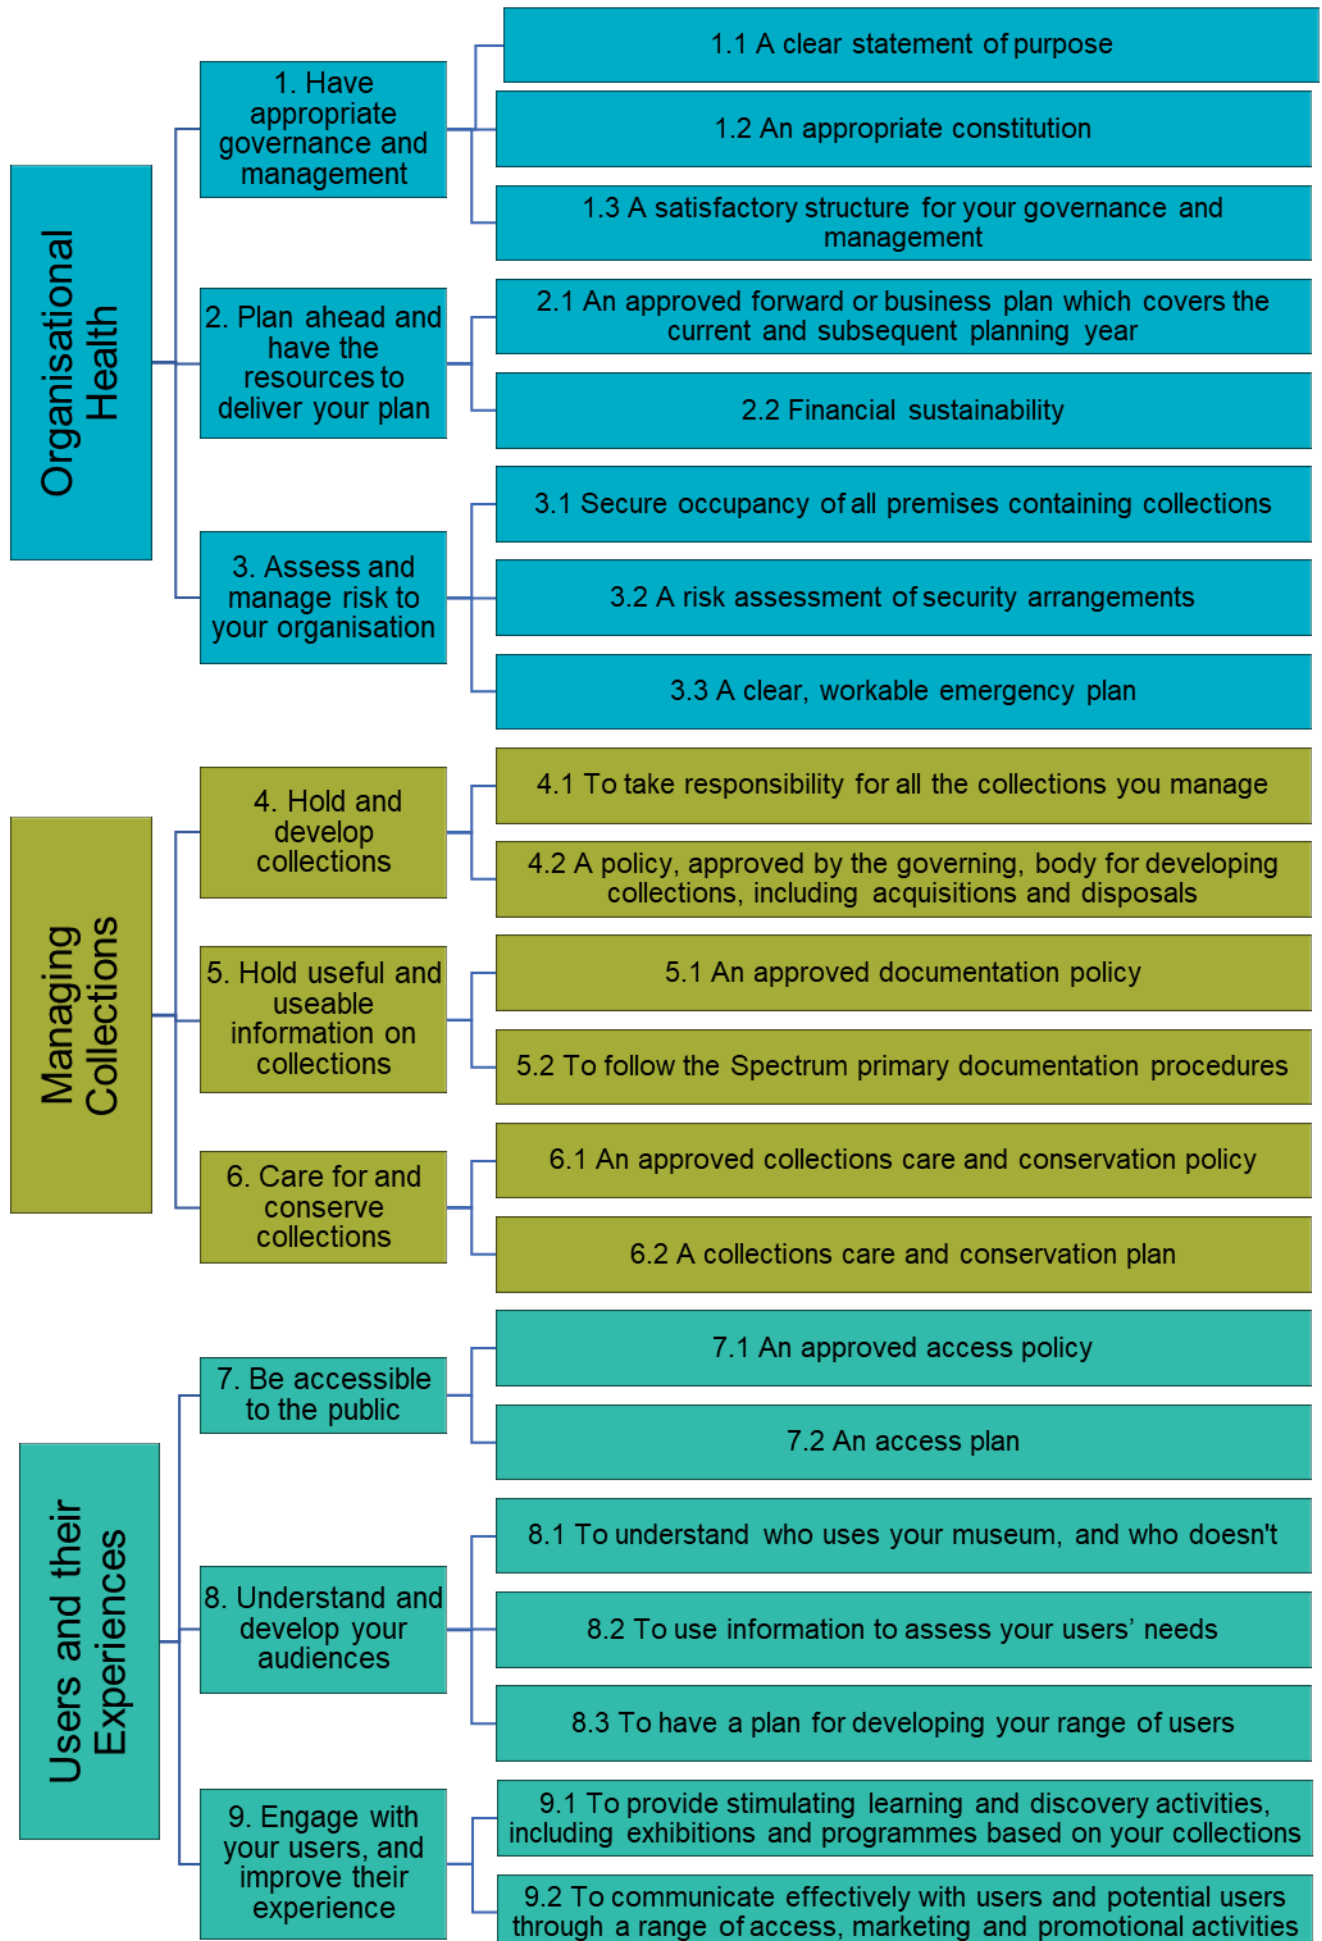 Organisational
Health
1. Have
appropriate
governance and
management
1.1 A clear statement of purpose
1.2 An appropriate constitution
1.3 A satisfactory structure for your governance and
management
2. Plan ahead and
have the
resources to
deliver your plan
2.1 An approved forward or business plan which covers the
current and subsequent planning year
2.2 Financial sustainability
3. Assess and
manage risk to
your organisation
3.1 Secure occupancy of all premises containing collections
3.2 A risk assessment of security arrangements
3.3 A clear, workable emergency plan
Managing
Collections
4. Hold and
develop
collections
4.1 To take responsibility for all the collections you manage
4.2 A policy, approved by the governing, body for developing
collections, including acquisitions and disposals
5. Hold useful and
useable
information on
collections
5.1 An approved documentation policy
5.2 To follow the Spectrum primary documentation procedures
6. Care for and
conserve
collections
6.1 An approved collections care and conservation policy
6.2 A collections care and conservation plan
Users and their
Experiences
7. Be accessible
to the public
7.1 An approved access policy
7.2 An access plan
8. Understand and
develop your
audiences
8.1 To understand who uses your museum, and who doesn't
8.2 To use information to assess your users’ needs
8.3 To have a plan for developing your range of users
9. Engage with
your users, and
improve their
experience
9.1 To provide stimulating learning and discovery activities,
including exhibitions and programmes based on your collections
9.2 To communicate effectively with users and potential users
through a range of access, marketing and promotional activities